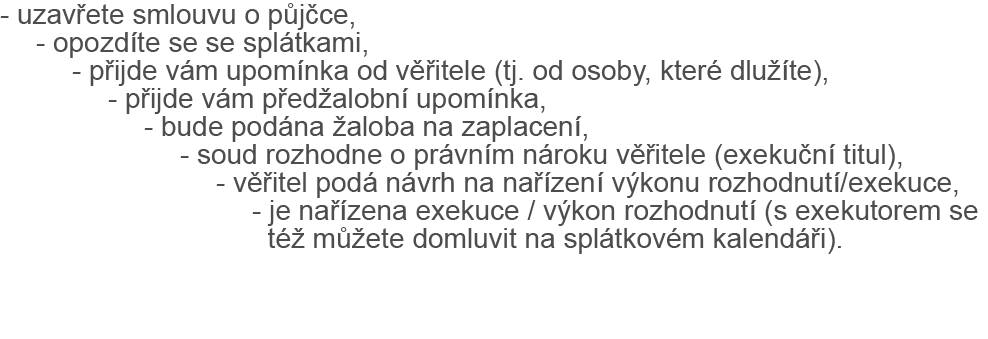 - uzavřete smlouvu o půjčce,
- opozdíte se se splátkami,
- přijde vám upomínka od věřitele (tj. od osoby, které dlužíte),
- přijde vám předžalobní upomínka,
- bude podána žaloba na zaplacení,
- soud rozhodne o právním nároku věřitele (exekuční titul),
- věřitel podá návrh na nařízení výkonu rozhodnutí/exekuce,
- je nařízena exekuce / výkon rozhodnutí (s exekutorem se
též můžete domluvit na splátkovém kalendáři).